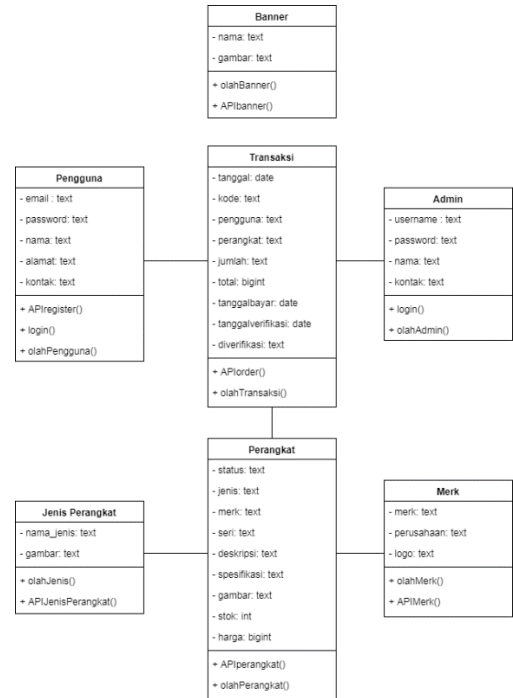 Banner
- nama: text
- gambar: text
+ olahBanner()
+ APIbanner()
Transaksi
- tanggal: date
- kode: text
- pengguna: text
- perangkat: text
- jumlah: text
- total: bigint
- tanggalbayar: date
- tanggalverifikasi: date
- diverifikasi: text
+ APIorder()
+ olahTransaksi()
Pengguna
- email : text
- password: text
- nama: text
- alamat: text
- kontak: text
+ APIregister()
+ login()
+ olahPengguna()
Admin
- username : text
- password: text
- nama: text
- kontak: text
+ login()
+ olahAdmin()
Perangkat
- status: text
- jenis: text
- merk: text
- seri: text
- deskripsi: text
- spesifikasi: text
- gambar: text
- stok: int
- harga: bigint
+ APIperangkat()
+ olahPerangkat()
Jenis Perangkat
- nama_jenis: text
- gambar: text
+ olahJenis()
+ APIJenisPerangkat()
Merk
- merk: text
- perusahaan: text
- logo: text
+ olahMerk()
+ APIMerk()